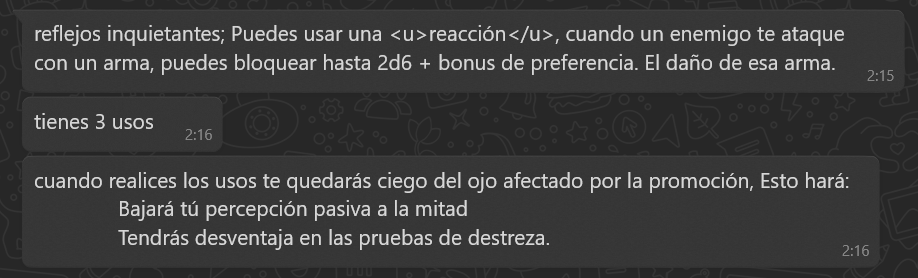 reflejos inquietantes; Puedes usar una <u>reacción</u>, cuando un enemigo te ataque
con un arma, puedes bloquear hasta 2d6 + bonus de preferencia. El daño de esa arma.
2:15
tienes 3 usos
2:16
cuando realices los usos te quedarás ciego del ojo afectado por la promoción, Esto hará:
Bajará tú percepción pasiva a la mitad
Tendrás desventaja en las pruebas de destreza.
2:16